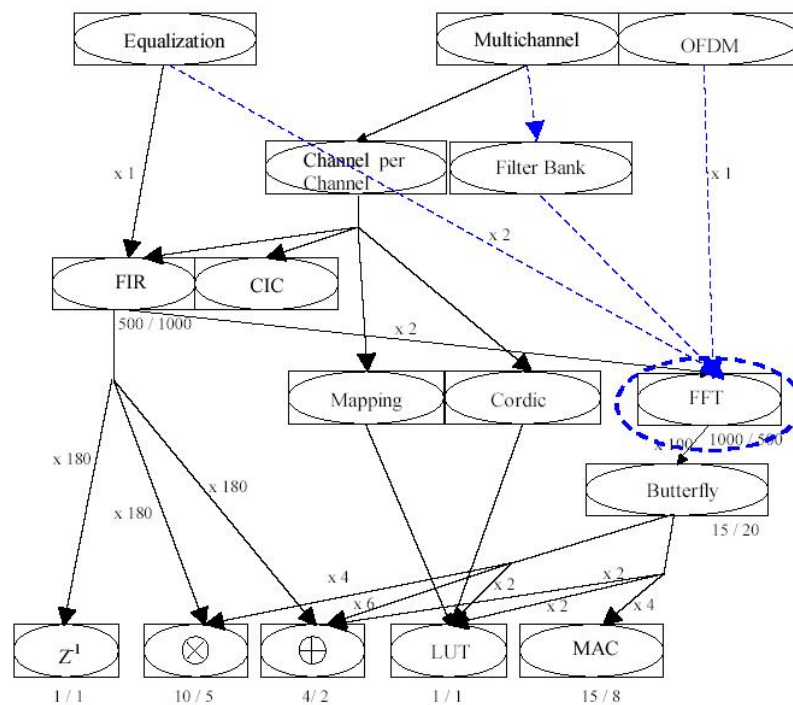 Equalization
Multichannel
OFDM
Channel per
Channel
Filter Bank
x 1
x 1
x 2
FIR
CIC
500 / 1000
x 2
Mapping
Cordic
FFT
x 100
1000 / 500
x 180
x 180
x 180
Butterfly
15 / 20
x 4
x 2
x 2
x 6
x 2
x 4
Z-1
LUT
MAC
1 / 1
10 / 5
4 / 2
1 / 1
15 / 8